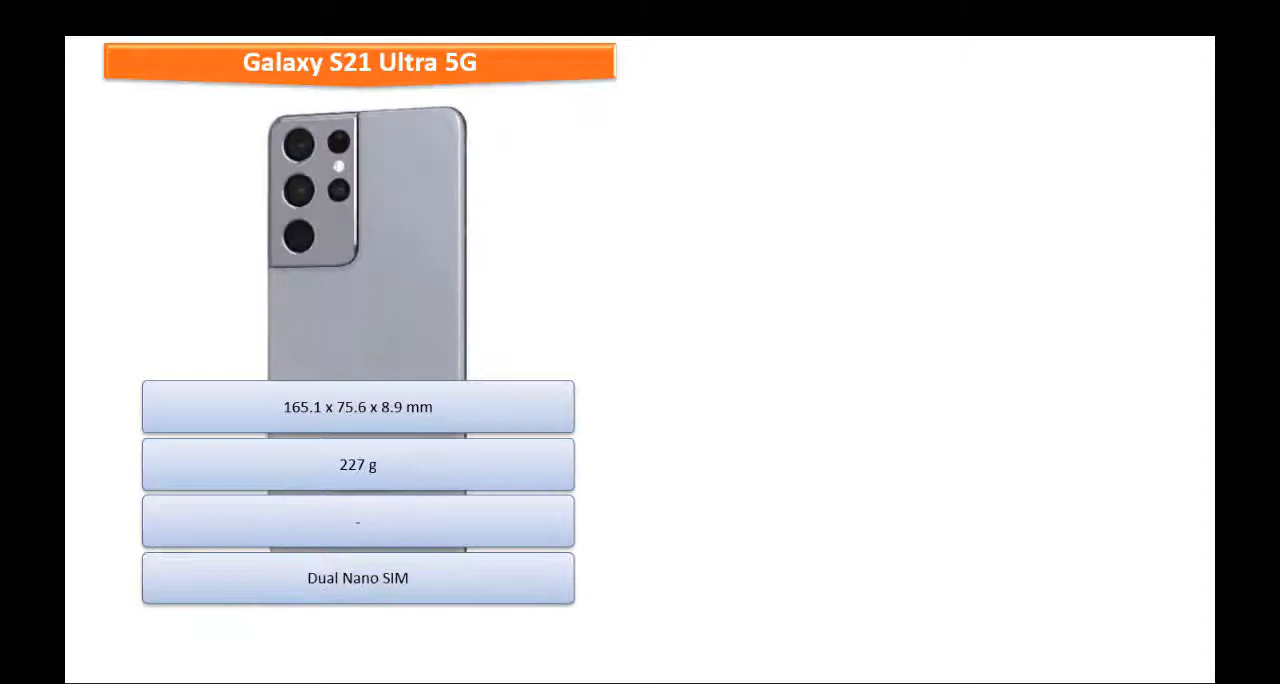 Galaxy S21 Ultra 5G
165.1 x 75.6 x 8.9 mm
227 g
-
Dual Nano SIM